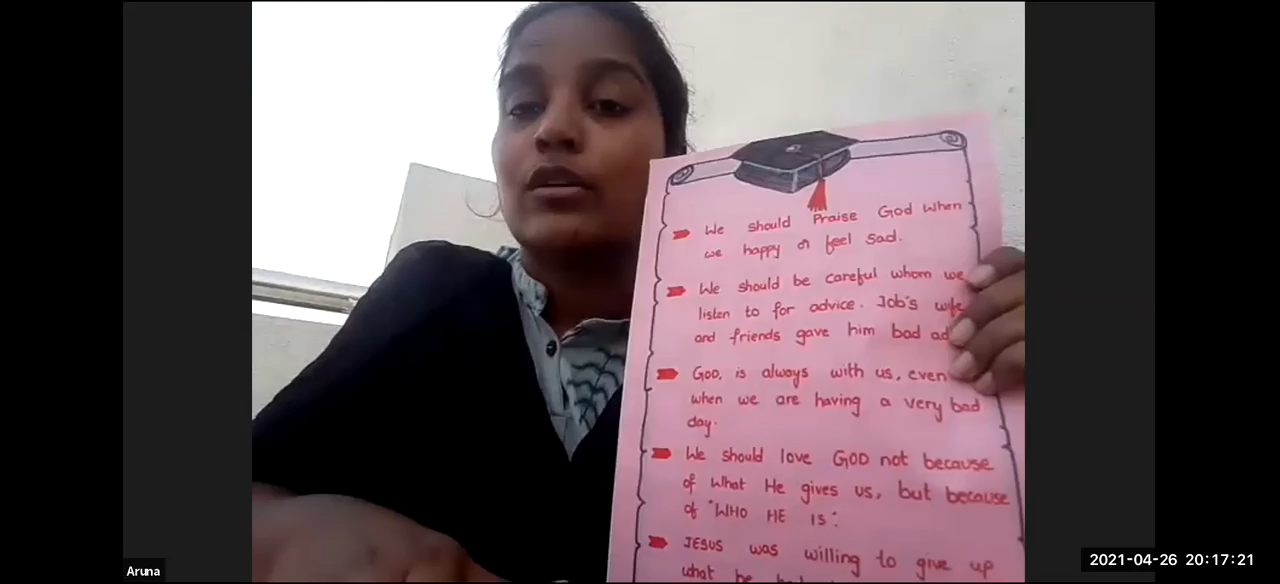 We should Praise God when
we happy or feel sad.
We should be careful whom we
listen to for advice. Job's wife
and friends gave him bad ad
GOD, is always with us, even
when we are having a very bad
day.
We should love GOD not because
of what He gives us, but because
of "WHO HE IS".
JESUS was willing to give up
what he had
Aruna
2021-04-26 20:17:21